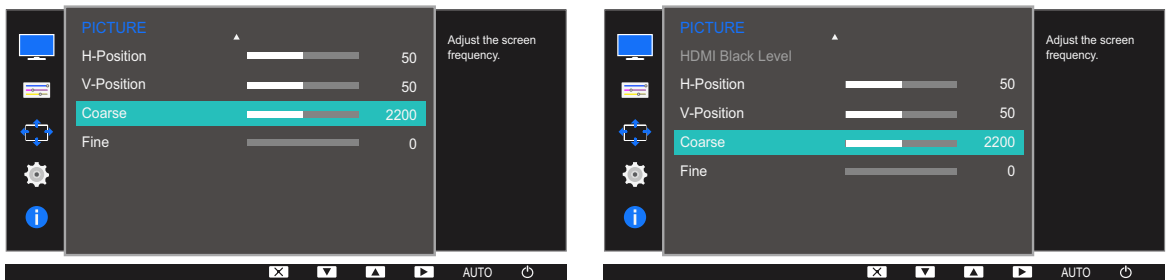 PICTURE
H-Position 50
V-Position 50
Coarse 2200
Fine 0
Adjust the screen
frequency.
AUTO
PICTURE
HDMI Black Level
H-Position 50
V-Position 50
Coarse 2200
Fine 0
Adjust the screen
frequency.
AUTO